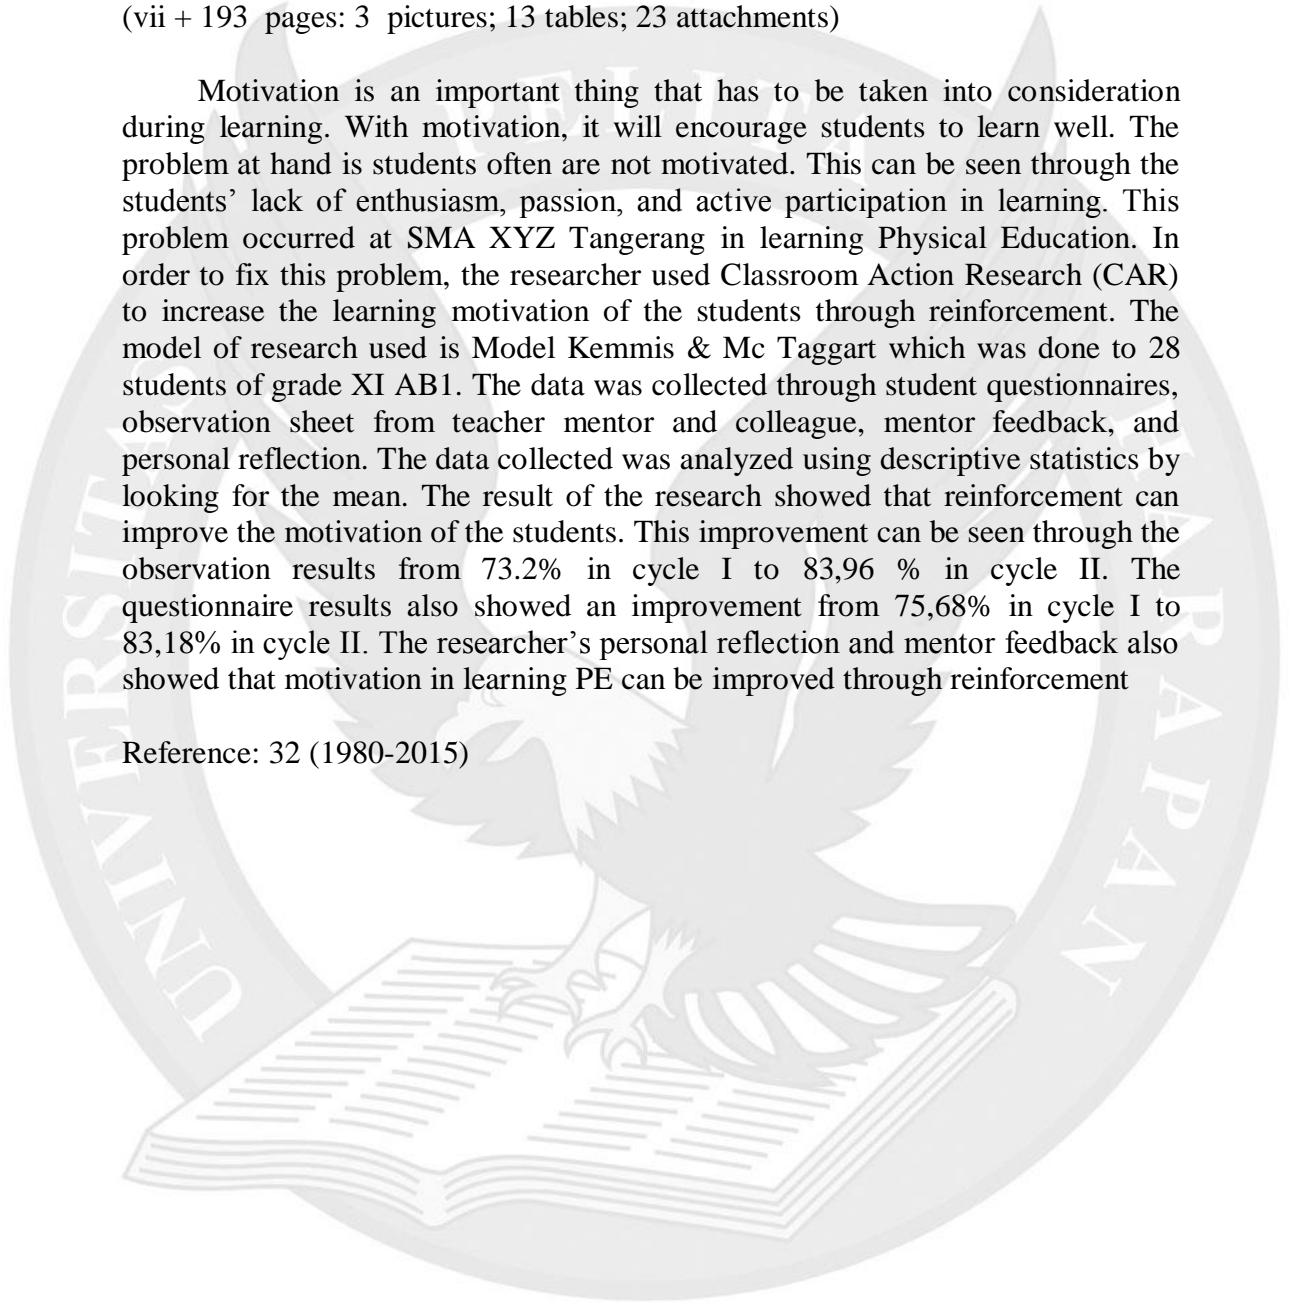 (vii + 193 pages: 3 pictures; 13 tables; 23 attachments)
Motivation is an important thing that has to be taken into consideration
during learning. With motivation, it will encourage students to learn well. The
problem at hand is students often are not motivated. This can be seen through the
students’ lack of enthusiasm, passion, and active participation in learning. This
problem occurred at SMA XYZ Tangerang in learning Physical Education. In
order to fix this problem, the researcher used Classroom Action Research (CAR)
to increase the learning motivation of the students through reinforcement. The
model of research used is Model Kemmis & Mc Taggart which was done to 28
students of grade XI AB1. The data was collected through student questionnaires,
observation sheet from teacher mentor and colleague, mentor feedback, and
personal reflection. The data collected was analyzed using descriptive statistics by
looking for the mean. The result of the research showed that reinforcement can
improve the motivation of the students. This improvement can be seen through the
observation results from 73.2% in cycle I to 83,96 % in cycle II. The
questionnaire results also showed an improvement from 75,68% in cycle I to
83,18% in cycle II. The researcher’s personal reflection and mentor feedback also
showed that motivation in learning PE can be improved through reinforcement
Reference: 32 (1980-2015)
UNIVERSITAS PELITA HARAPAN